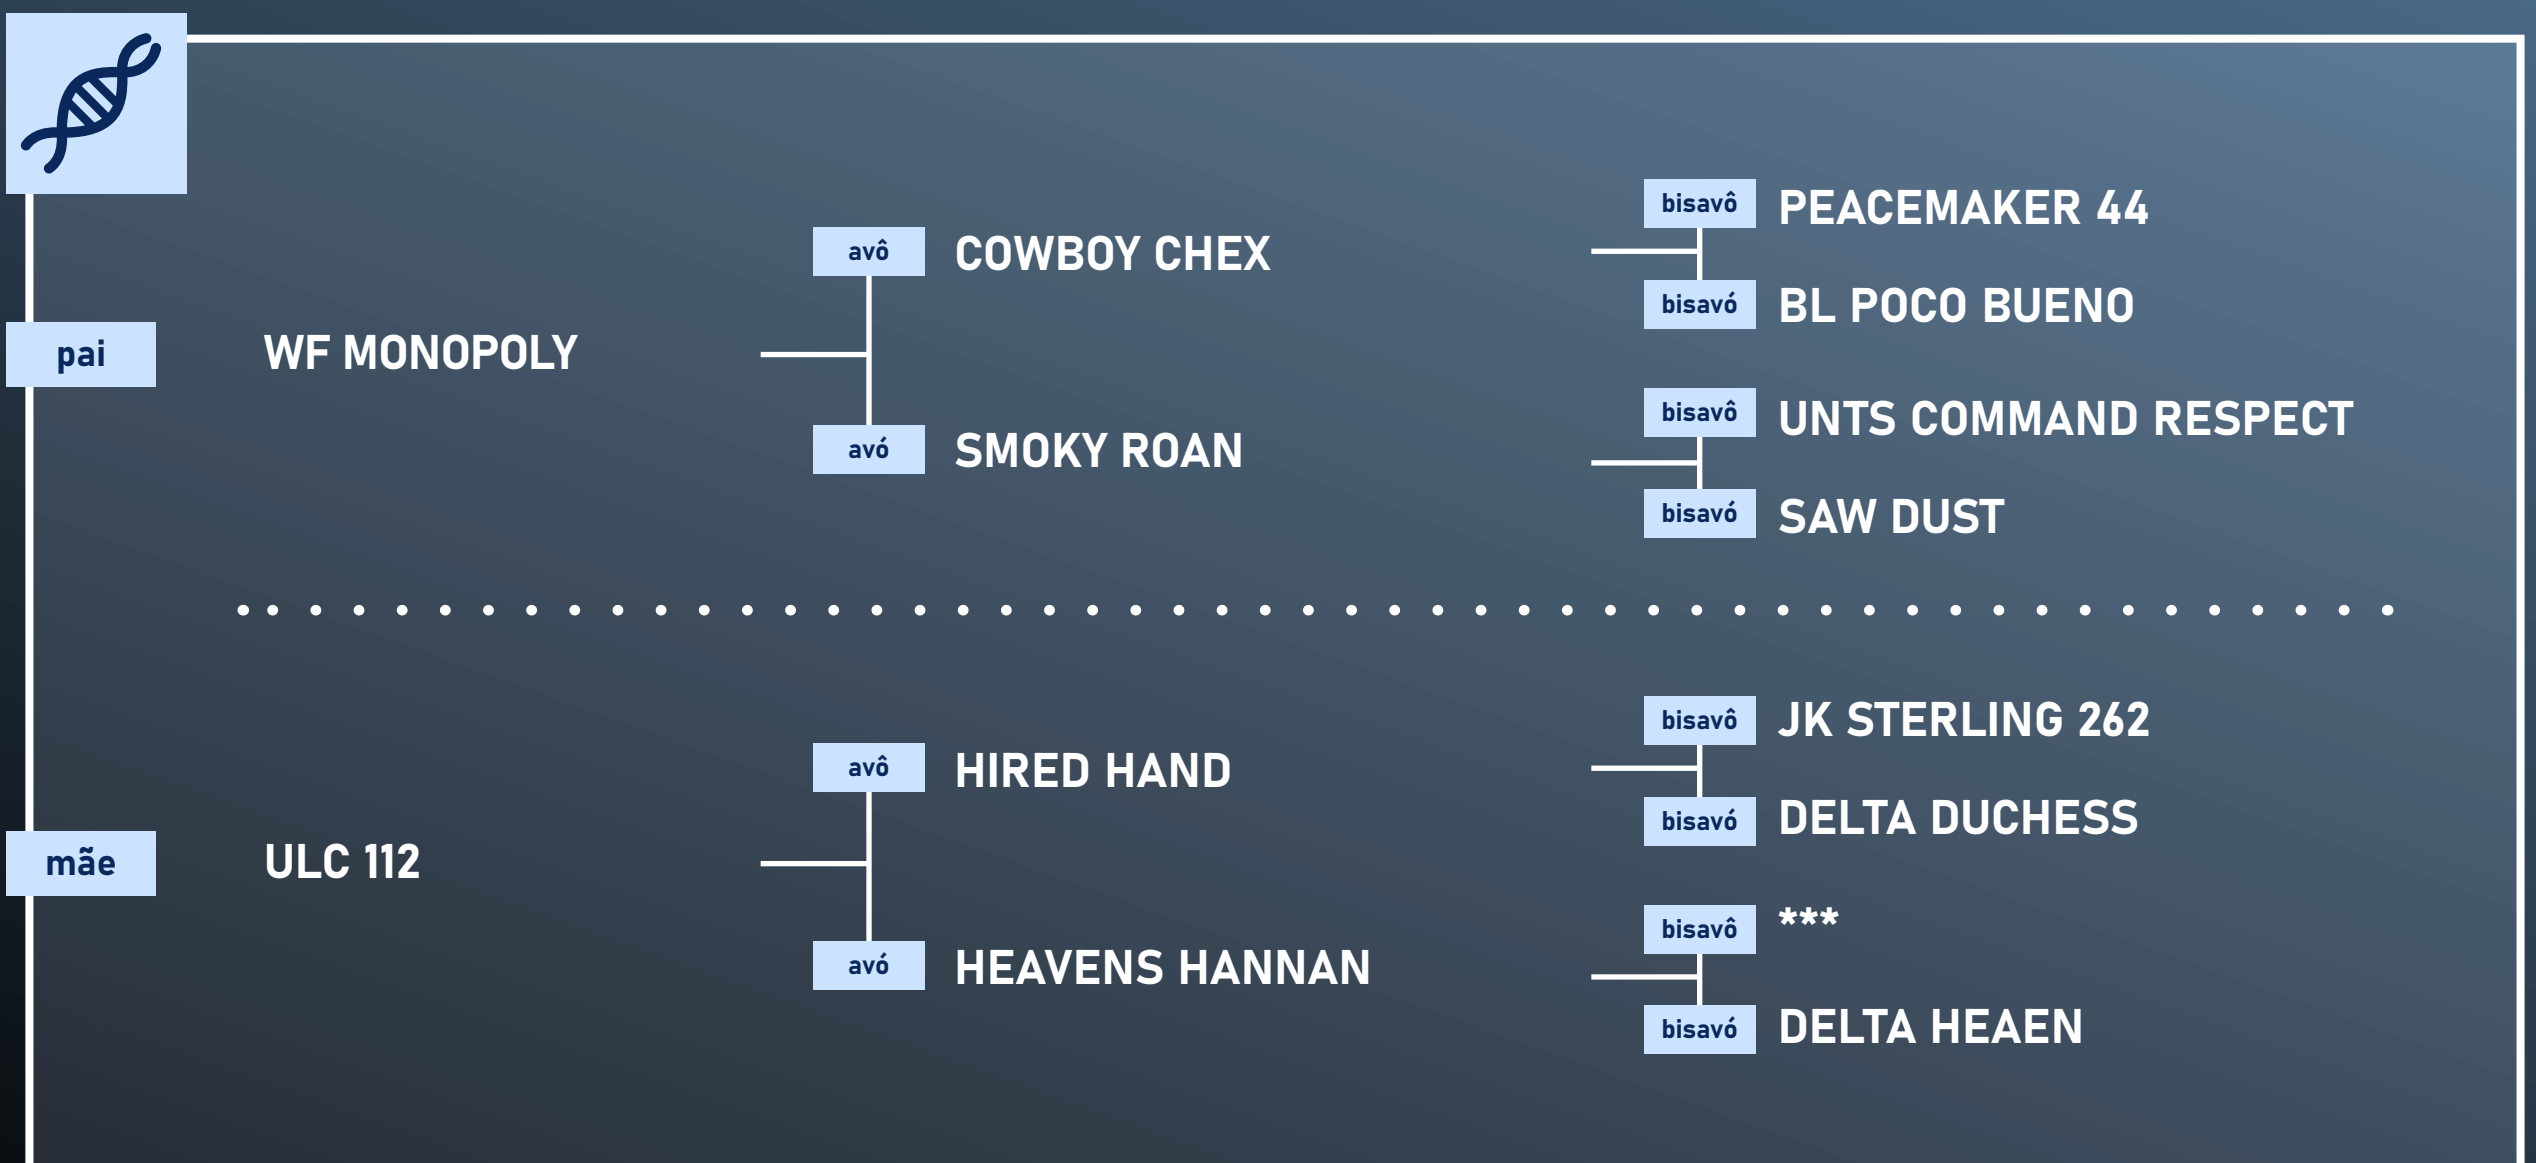 bisavô PEACEMAKER 44
avô COWBOY CHEX
bisavó BL POCO BUENO
pai WF MONOPOLY
bisavô UNTS COMMAND RESPECT
avó SMOKY ROAN
bisavó SAW DUST
bisavô JK STERLING 262
avô HIRED HAND
bisavó DELTA DUCHESS
mãe ULC 112
bisavô ***
avó HEAVENS HANNAN
bisavó DELTA HEAEN